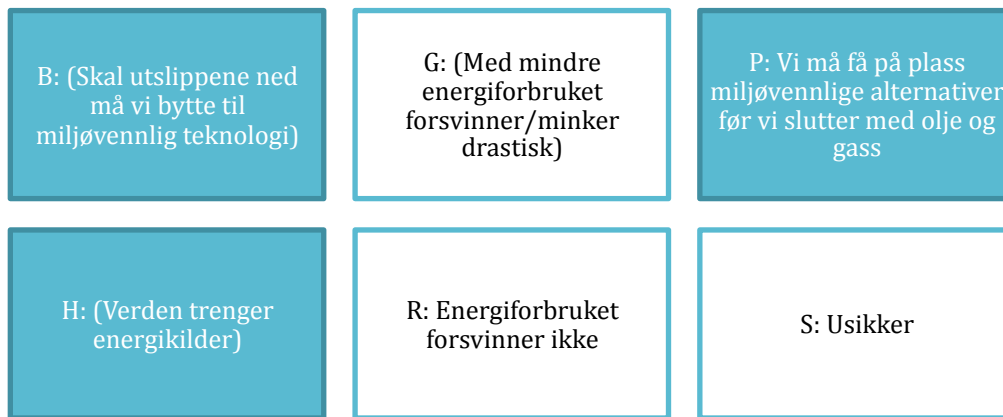 B: (Skal utslippene ned
må vi bytte til
miljøvennlig teknologi)
G: (Med mindre
energiforbruket
forsvinner/minker
drastisk)
P: Vi må få på plass
miljøvennlige alternativer
før vi slutter med olje og
gass
H: (Verden trenger
energikilder)
R: Energiforbruket
forsvinner ikke
S: Usikker